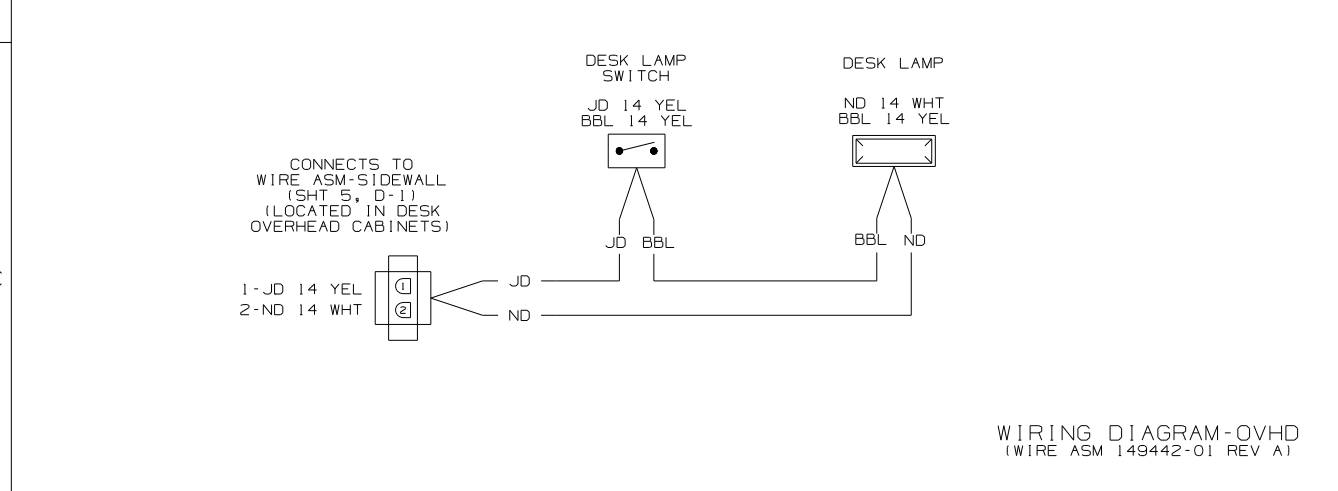 DESK LAMP
SWITCH
JD 14 YEL
BBL 14 YEL
DESK LAMP
ND 14 WHT
BBL 14 YEL
CONNECTS TO
WIRE ASM-SIDEWALL
(SHT 5, D-1)
(LOCATED IN DESK
OVERHEAD CABINETS)
JD BBL
BBL ND
1-JD 14 YEL
2-ND 14 WHT
1
2
JD
ND
WIRING DIAGRAM-OVHD
(WIRE ASM 149442-01 REV A)